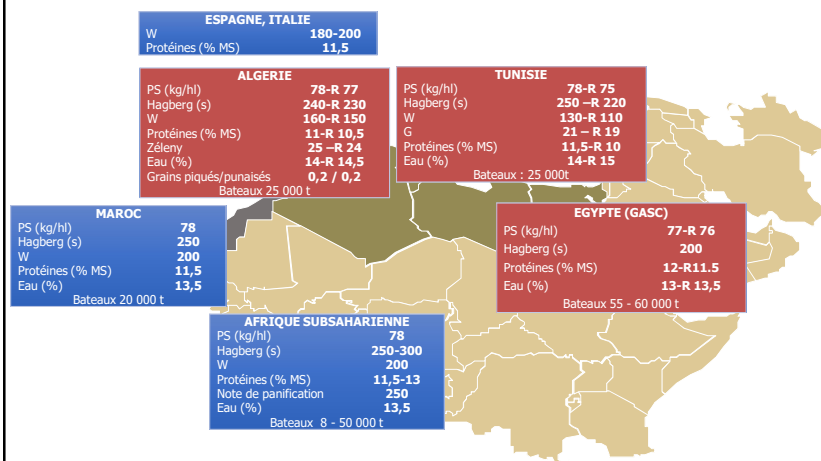 ESPAGNE, ITALIE
W 180-200
Protéines (% MS) 11,5
ALGERIE
PS (kg/hl) 78-R 77
Hagberg (s) 240-R 230
W 160-R 150
Protéines (% MS) 11-R 10,5
Zéleny 25 –R 24
Eau (%) 14-R 14,5
Grains piqués/punaisés 0,2 / 0,2
Bateaux 25 000 t
TUNISIE
PS (kg/hl) 78-R 75
Hagberg (s) 250 –R 220
W 130-R 110
G 21 – R 19
Protéines (% MS) 11,5-R 10
Eau (%) 14-R 15
Bateaux : 25 000t
MAROC
PS (kg/hl) 78
Hagberg (s) 250
W 200
Protéines (% MS) 11,5
Eau (%) 13,5
Bateaux 20 000 t
EGYPTE (GASC)
PS (kg/hl) 77-R 76
Hagberg (s) 200
Protéines (% MS) 12-R11.5
Eau (%) 13-R 13,5
Bateaux 55 - 60 000 t
AFRIQUE SUBSAHARIENNE
PS (kg/hl) 78
Hagberg (s) 250-300
W 200
Protéines (% MS) 11,5-13
Note de panification 250
Eau (%) 13,5
Bateaux 8 - 50 000 t